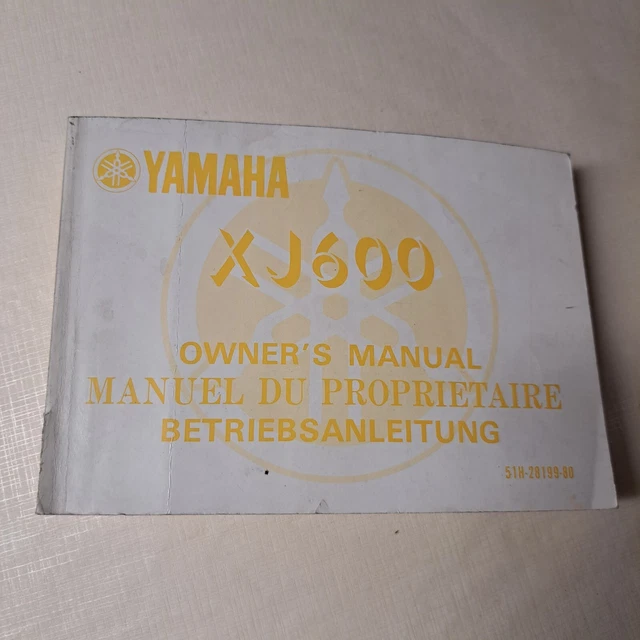 YAMAHA
XJ600
OWNER'S MANUAL
MANUEL DU PROPRIETAIRE
BETRIEBSANLEITUNG
51H-28199-80